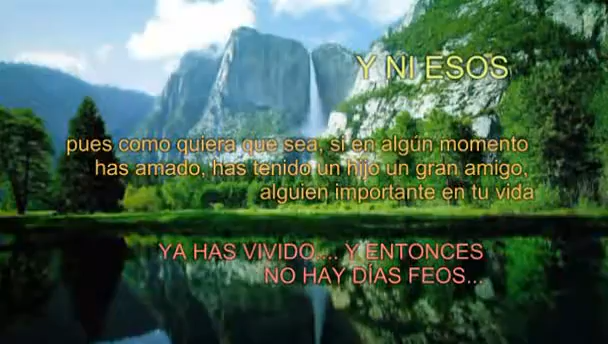 Y NI ESOS
pues como quiera que sea, si en algún momento
has amado, has tenido un hijo un gran amigo,
alguien importante en tu vida
YA HAS VIVIDO.... Y ENTONCES
NO HAY DÍAS FEOS...